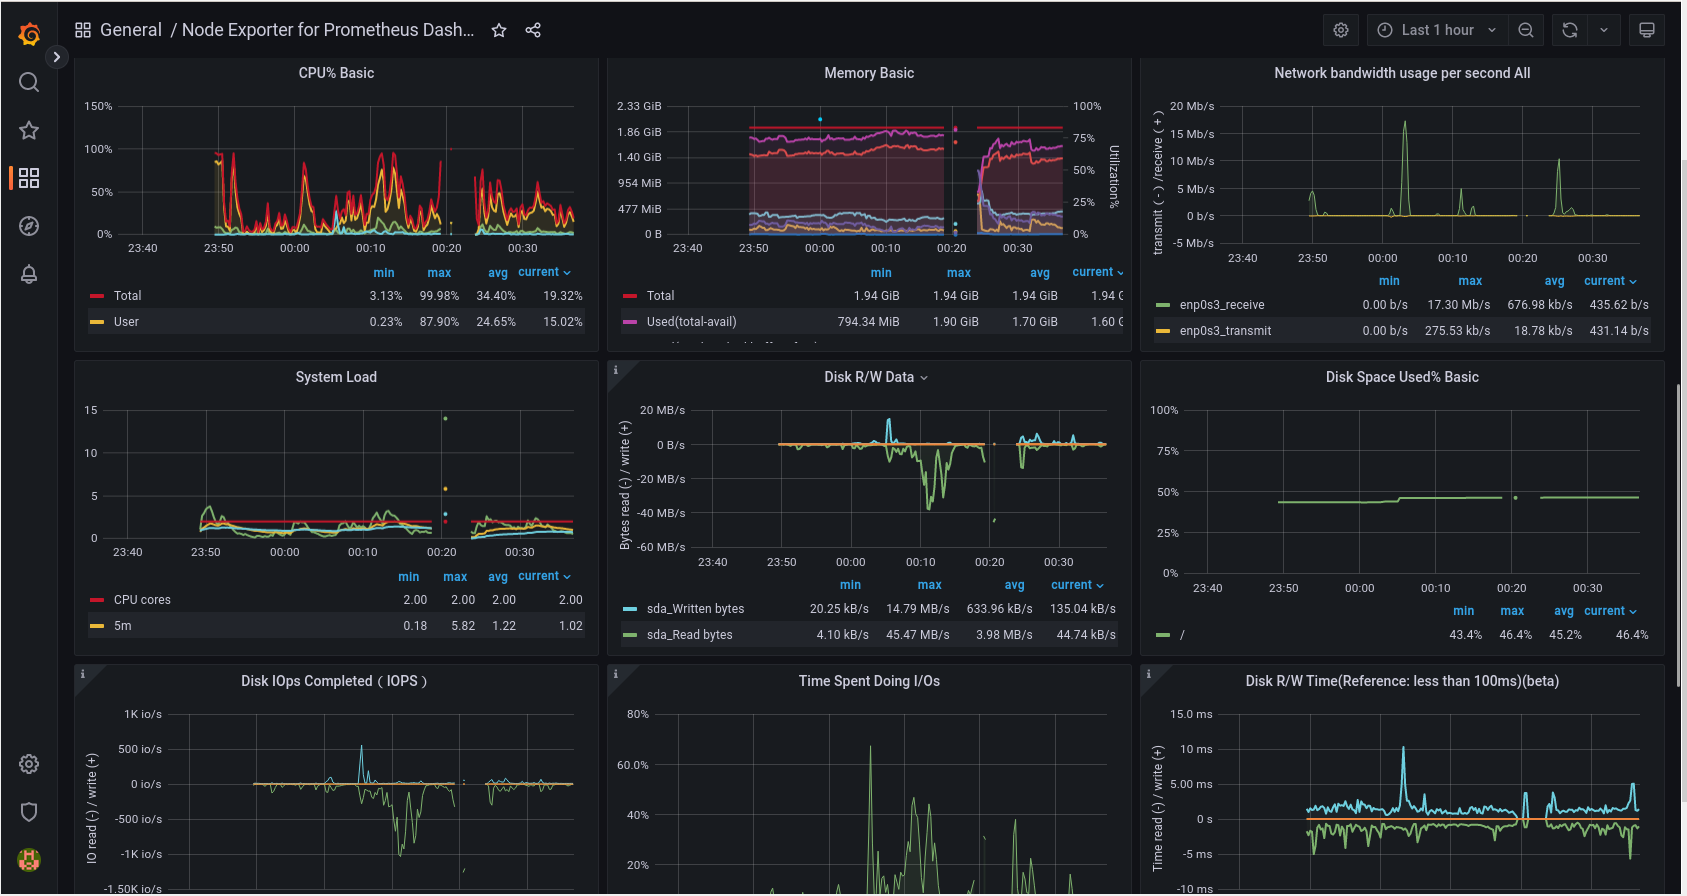 General / Node Exporter for Prometheus Dash...
Last 1 hour
CPU% Basic
150%
100%
50%
0%
23:40 23:50 00:00 00:10 00:20 00:30
min max avg current
Total 3.13% 99.98% 34.40% 19.32%
User 0.23% 87.90% 24.65% 15.02%
Memory Basic
2.33 GiB
1.86 GiB
1.40 GiB
954 MiB
477 MiB
0 B
100%
75%
50%
25%
0%
Utilization%
23:40 23:50 00:00 00:10 00:20 00:30
min max avg current
Total 1.94 GiB 1.94 GiB 1.94 GiB 1.94 G
Used(total-avail) 794.34 MiB 1.90 GiB 1.70 GiB 1.60 G
Network bandwidth usage per second All
transmit（-）/receive（+）
20 Mb/s
15 Mb/s
10 Mb/s
5 Mb/s
0 b/s
-5 Mb/s
23:40 23:50 00:00 00:10 00:20 00:30
min max avg current
enp0s3_receive 0.00 b/s 17.30 Mb/s 676.98 kb/s 435.62 b/s
enp0s3_transmit 0.00 b/s 275.53 kb/s 18.78 kb/s 431.14 b/s
System Load
15
10
5
0
23:40 23:50 00:00 00:10 00:20 00:30
min max avg current
CPU cores 2.00 2.00 2.00 2.00
5m 0.18 5.82 1.22 1.02
Disk R/W Data
Bytes read (-) / write (+)
20 MB/s
0 B/s
-20 MB/s
-40 MB/s
-60 MB/s
23:40 23:50 00:00 00:10 00:20 00:30
min max avg current
sda_Written bytes 20.25 kB/s 14.79 MB/s 633.96 kB/s 135.04 kB/s
sda_Read bytes 4.10 kB/s 45.47 MB/s 3.98 MB/s 44.74 kB/s
Disk Space Used% Basic
100%
75%
50%
25%
0%
23:40 23:50 00:00 00:10 00:20 00:30
min max avg current
/ 43.4% 46.4% 45.2% 46.4%
Disk IOps Completed（IOPS）
IO read (-) / write (+)
1K io/s
500 io/s
0 io/s
-500 io/s
-1K io/s
-1.50K io/s
Time Spent Doing I/Os
80%
60.0%
40%
20%
Disk R/W Time(Reference: less than 100ms)(beta)
Time read (-) / write (+)
15.0 ms
10 ms
5.00 ms
0 s
-5 ms
-10 ms